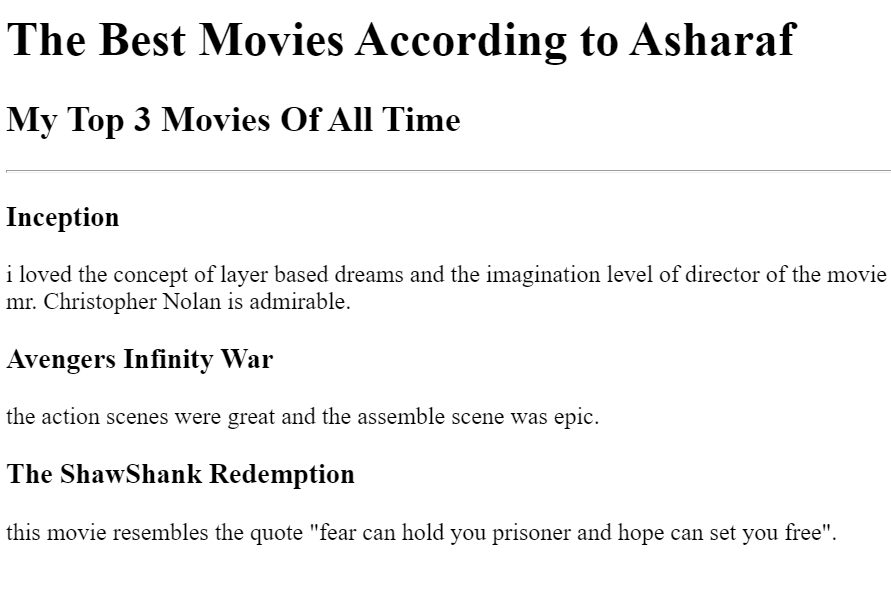 The Best Movies According to Asharaf
My Top 3 Movies Of All Time
Inception
i loved the concept of layer based dreams and the imagination level of director of the movie
mr. Christopher Nolan is admirable.
Avengers Infinity War
the action scenes were great and the assemble scene was epic.
The ShawShank Redemption
this movie resembles the quote "fear can hold you prisoner and hope can set you free".